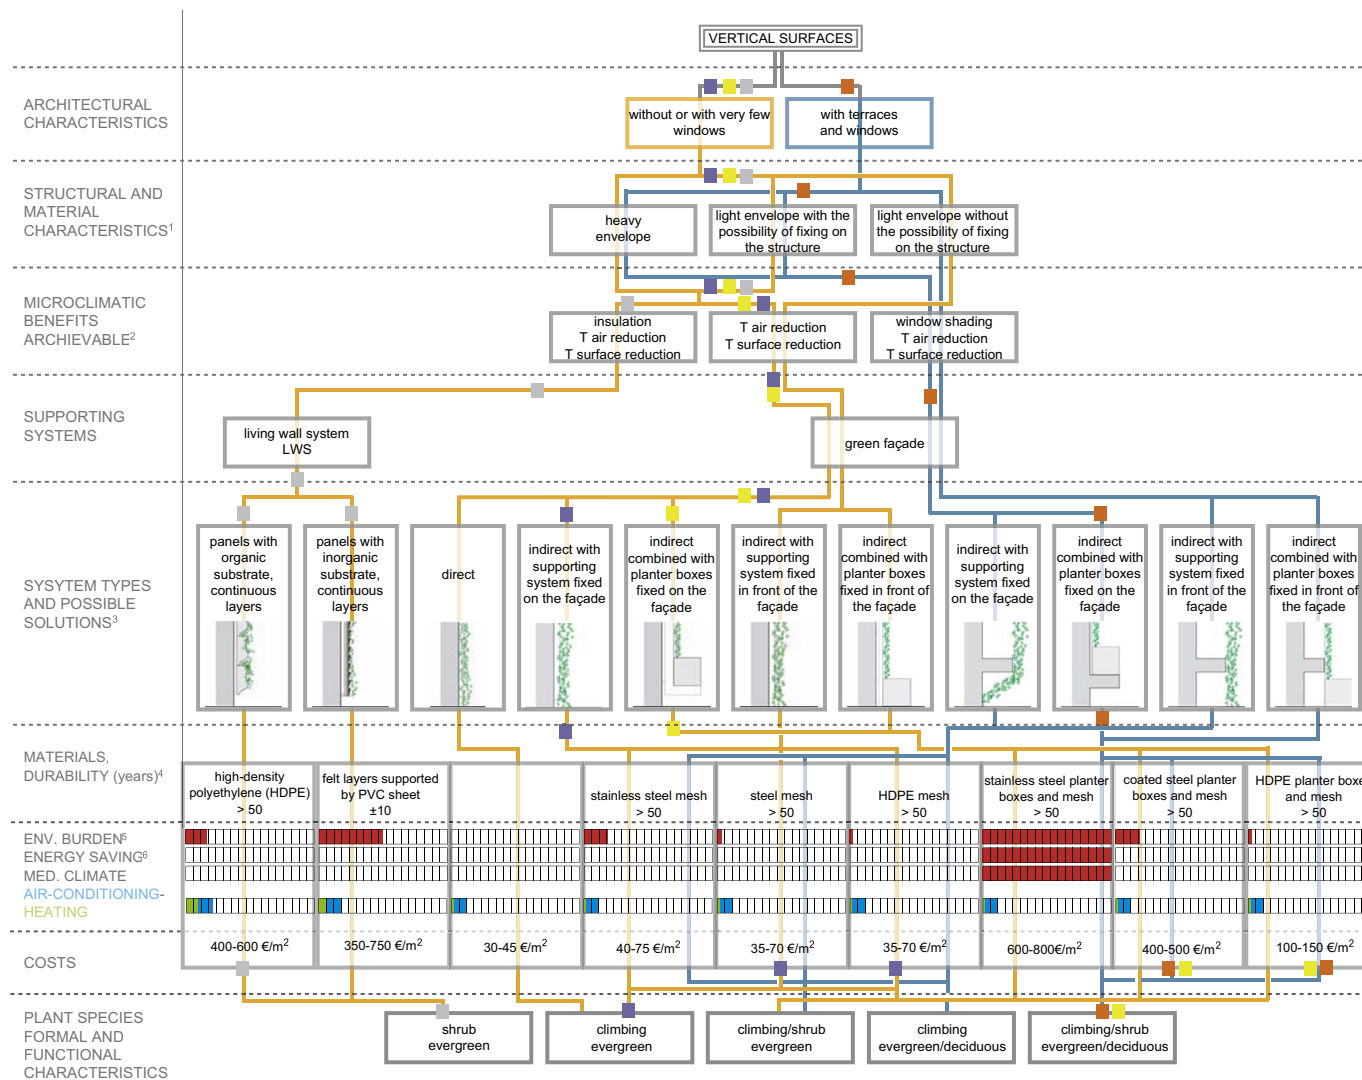 VERTICAL SURFACES
ARCHITECTURAL
CHARACTERISTICS
without or with very few
windows
with terraces
and windows
STRUCTURAL AND
MATERIAL
CHARACTERISTICS¹
heavy
envelope
light envelope with the
possibility of fixing on
the structure
light envelope without
the possibility of fixing
on the structure
MICROCLIMATIC
BENEFITS
ARCHIEVABLE²
insulation
T air reduction
T surface reduction
T air reduction
T surface reduction
window shading
T air reduction
T surface reduction
SUPPORTING
SYSTEMS
living wall system
LWS
green façade
SYSYTEM TYPES
AND POSSIBLE
SOLUTIONS³
panels with
organic
substrate,
continuous
layers
panels with
inorganic
substrate,
continuous
layers
direct
indirect with
supporting
system fixed
on the façade
indirect
combined with
planter boxes
fixed on the
façade
indirect with
supporting
system fixed
in front of the
façade
indirect
combined with
planter boxes
fixed in front of
the façade
indirect with
supporting
system fixed
on the façade
indirect
combined with
planter boxes
fixed on the
façade
indirect with
supporting
system fixed
in front of the
façade
indirect
combined with
planter boxes
fixed in front of
the façade
MATERIALS,
DURABILITY (years)⁴
high-density
polyethylene (HDPE)
> 50
felt layers supported
by PVC sheet
±10
stainless steel mesh
> 50
steel mesh
> 50
HDPE mesh
> 50
stainless steel planter
boxes and mesh
> 50
coated steel planter
boxes and mesh
> 50
HDPE planter boxe
and mesh
> 50
ENV. BURDEN⁵
ENERGY SAVING⁶
MED. CLIMATE
AIR-CONDITIONING-
HEATING
COSTS
400-600 €/m²
350-750 €/m²
30-45 €/m²
40-75 €/m²
35-70 €/m²
35-70 €/m²
600-800€/m²
400-500 €/m²
100-150 €/m²
PLANT SPECIES
FORMAL AND
FUNCTIONAL
CHARACTERISTICS
shrub
evergreen
climbing
evergreen
climbing/shrub
evergreen
climbing
evergreen/deciduous
climbing/shrub
evergreen/deciduous